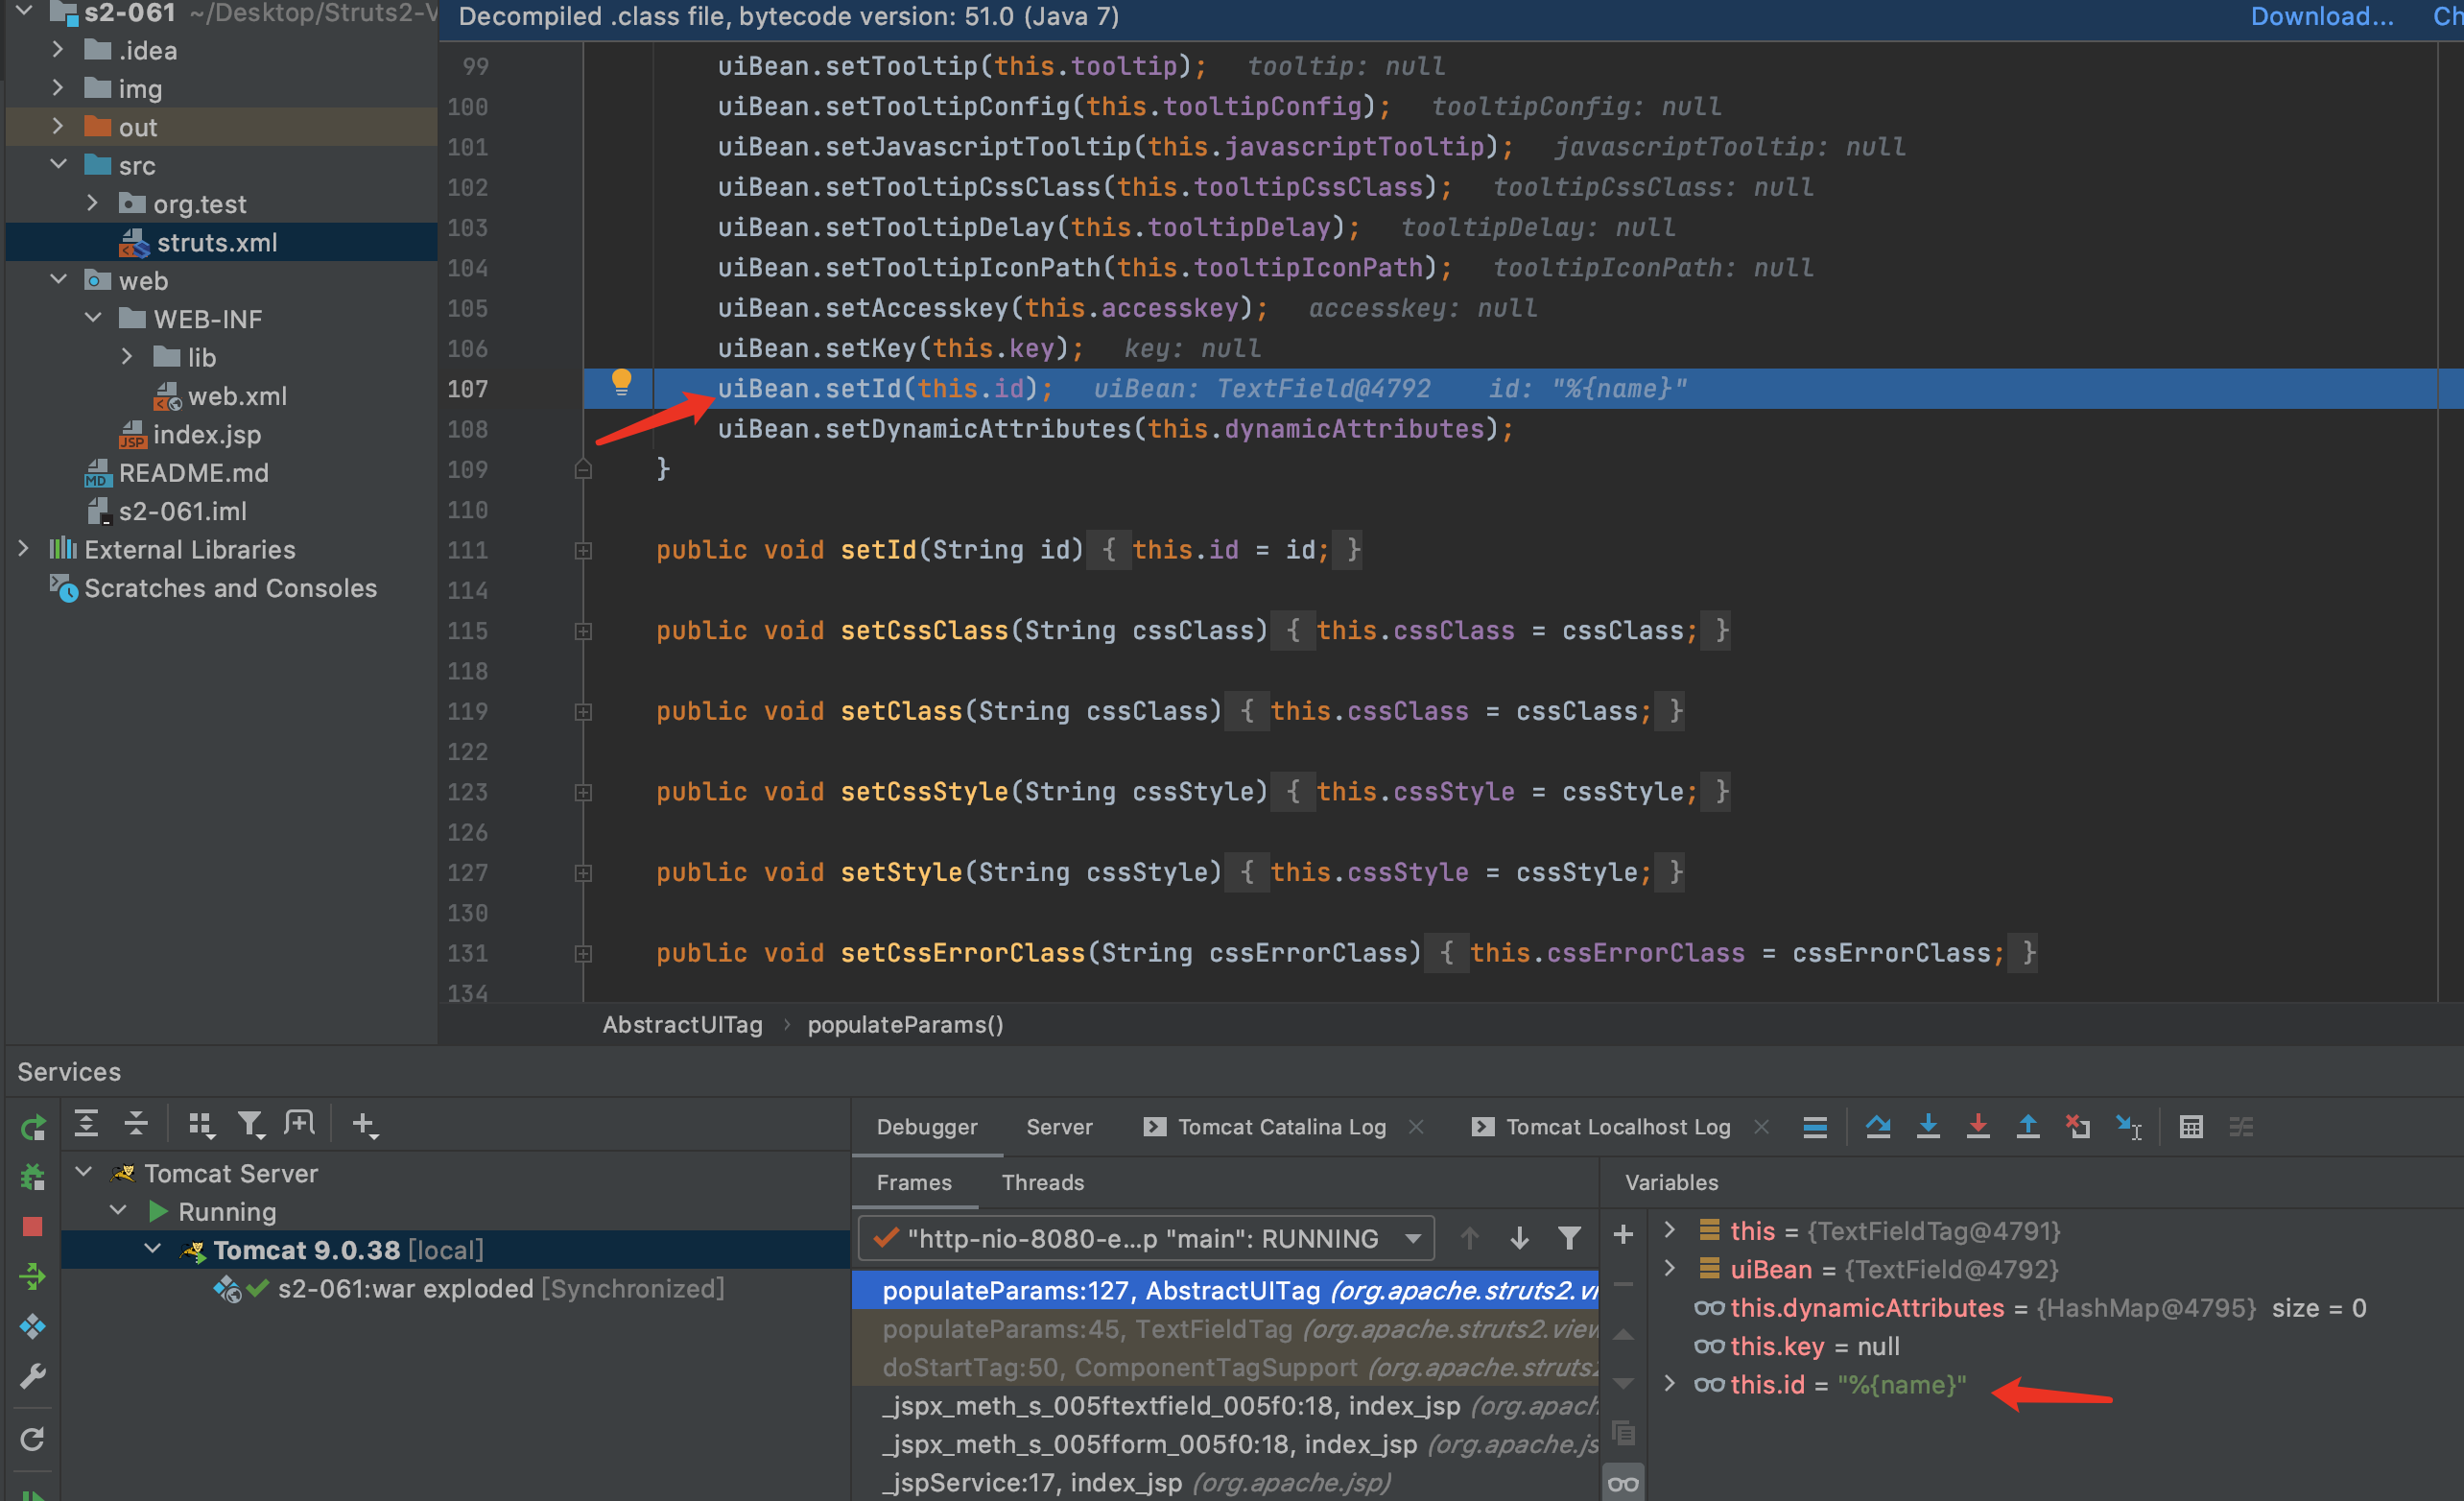 s2-061 ~/Desktop/Struts2-V
.idea
img
out
src
org.test
struts.xml
web
WEB-INF
lib
web.xml
index.jsp
README.md
s2-061.iml
External Libraries
Scratches and Consoles
Decompiled .class file, bytecode version: 51.0 (Java 7) Download... Ch
99 uiBean.setTooltip(this.tooltip); tooltip: null
100 uiBean.setTooltipConfig(this.tooltipConfig); tooltipConfig: null
101 uiBean.setJavascriptTooltip(this.javascriptTooltip); javascriptTooltip: null
102 uiBean.setTooltipCssClass(this.tooltipCssClass); tooltipCssClass: null
103 uiBean.setTooltipDelay(this.tooltipDelay); tooltipDelay: null
104 uiBean.setTooltipIconPath(this.tooltipIconPath); tooltipIconPath: null
105 uiBean.setAccesskey(this.accesskey); accesskey: null
106 uiBean.setKey(this.key); key: null
107 uiBean.setId(this.id); uiBean: TextField@4792 id: "%{name}"
108 uiBean.setDynamicAttributes(this.dynamicAttributes);
109 }
110
111 public void setId(String id) { this.id = id; }
114
115 public void setCssClass(String cssClass) { this.cssClass = cssClass; }
118
119 public void setClass(String cssClass) { this.cssClass = cssClass; }
122
123 public void setCssStyle(String cssStyle) { this.cssStyle = cssStyle; }
126
127 public void setStyle(String cssStyle) { this.cssStyle = cssStyle; }
130
131 public void setCssErrorClass(String cssErrorClass) { this.cssErrorClass = cssErrorClass; }
134
AbstractUITag › populateParams()
Services
Tomcat Server
Running
Tomcat 9.0.38 [local]
s2-061:war exploded [Synchronized]
Debugger Server Tomcat Catalina Log Tomcat Localhost Log
Frames Threads
"http-nio-8080-e...p "main": RUNNING
populateParams:127, AbstractUITag (org.apache.struts2.vi
populateParams:45, TextFieldTag (org.apache.struts2.view
doStartTag:50, ComponentTagSupport (org.apache.struts2
_jspx_meth_s_005ftextfield_005f0:18, index_jsp (org.apach
_jspx_meth_s_005fform_005f0:18, index_jsp (org.apache.js
_jspService:17, index_jsp (org.apache.jsp)
Variables
this = {TextFieldTag@4791}
uiBean = {TextField@4792}
this.dynamicAttributes = {HashMap@4795} size = 0
this.key = null
this.id = "%{name}"